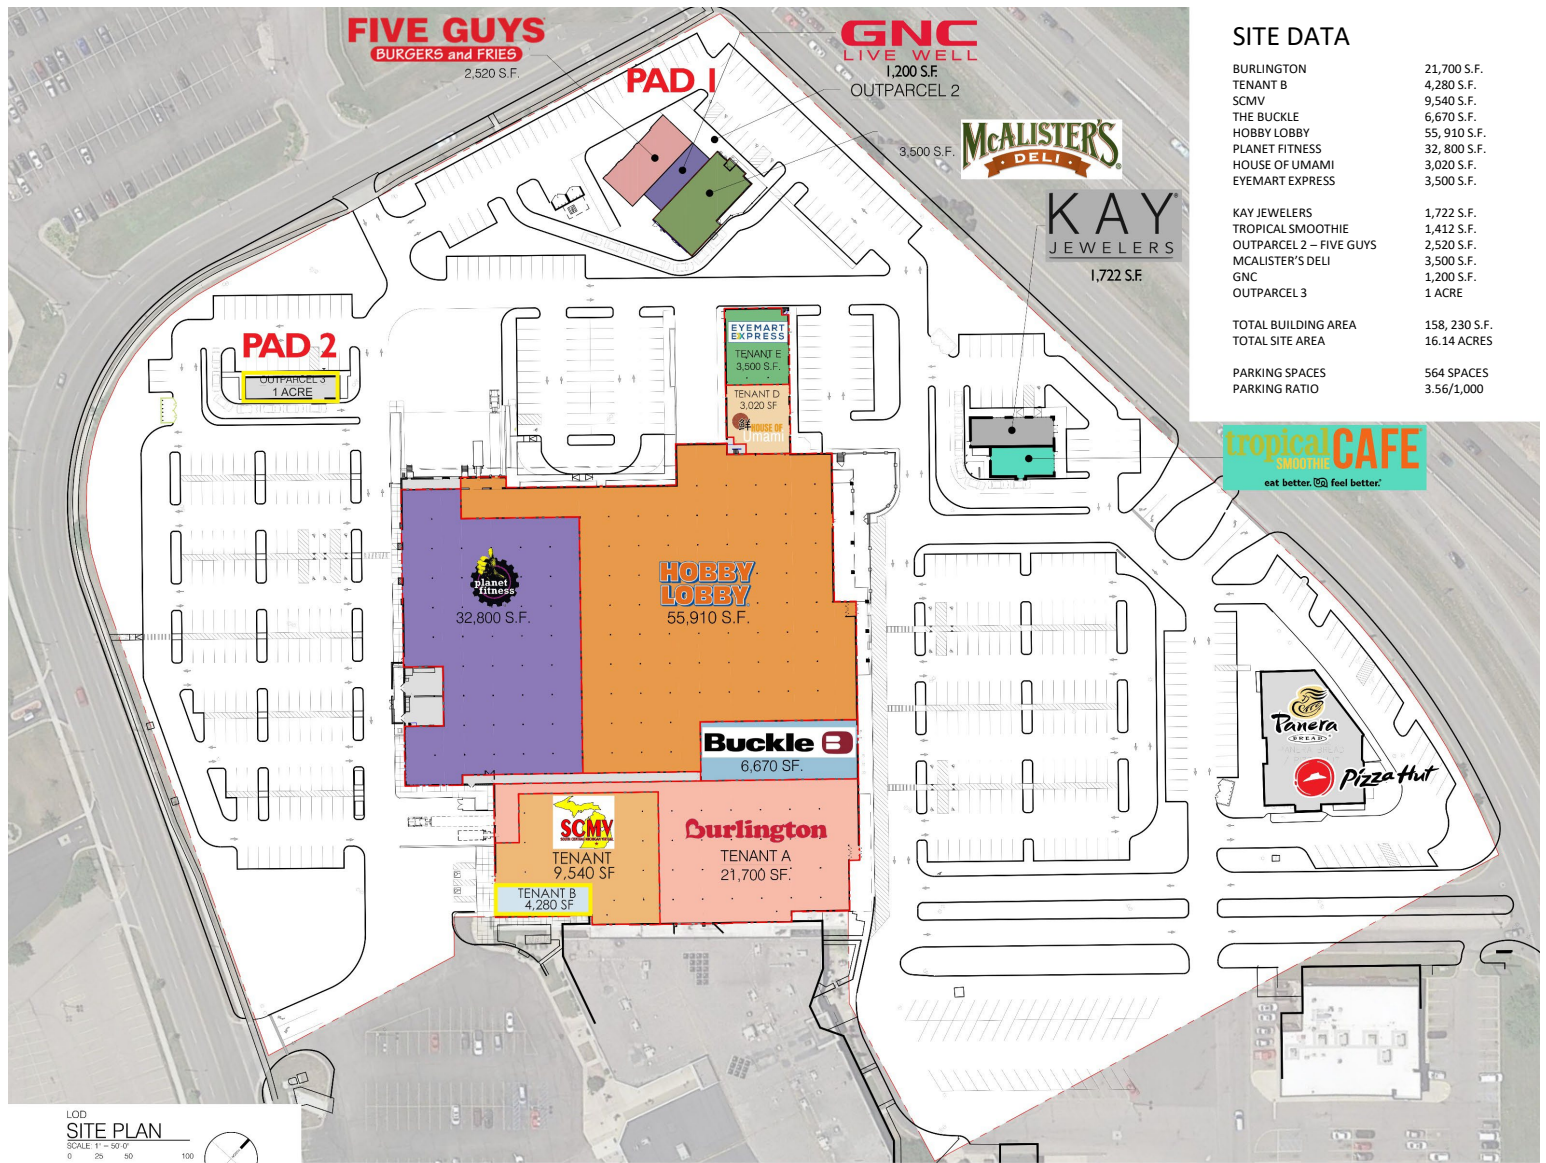 FIVE GUYS
BURGERS and FRIES
2,520 S.F.
PAD 1
GNC
LIVE WELL
1,200 S.F.
OUTPARCEL 2
3,500 S.F.
McALISTER'S
DELI
KAY
JEWELERS
1,722 S.F.
SITE DATA
BURLINGTON 21,700 S.F.
TENANT B 4,280 S.F.
SCMV 9,540 S.F.
THE BUCKLE 6,670 S.F.
HOBBY LOBBY 55, 910 S.F.
PLANET FITNESS 32, 800 S.F.
HOUSE OF UMAMI 3,020 S.F.
EYEMART EXPRESS 3,500 S.F.
KAY JEWELERS 1,722 S.F.
TROPICAL SMOOTHIE 1,412 S.F.
OUTPARCEL 2 – FIVE GUYS 2,520 S.F.
MCALISTER'S DELI 3,500 S.F.
GNC 1,200 S.F.
OUTPARCEL 3 1 ACRE
TOTAL BUILDING AREA 158, 230 S.F.
TOTAL SITE AREA 16.14 ACRES
PARKING SPACES 564 SPACES
PARKING RATIO 3.56/1,000
PAD 2
OUTPARCEL 3
1 ACRE
EYEMART
EXPRESS
TENANT E
3,500 S.F.
TENANT D
3,020 SF
HOUSE OF
Umami
tropical
SMOOTHIE
CAFE
eat better. feel better.
planet
fitness
32,800 S.F.
HOBBY
LOBBY
55,910 S.F.
Buckle B
6,670 SF.
SCMV
TENANT
9,540 SF
TENANT B
4,280 SF
Burlington
TENANT A
21,700 SF.
Panera
BREAD
Pizza Hut
LOD
SITE PLAN
SCALE: 1" = 50'-0"
0 25 50 100